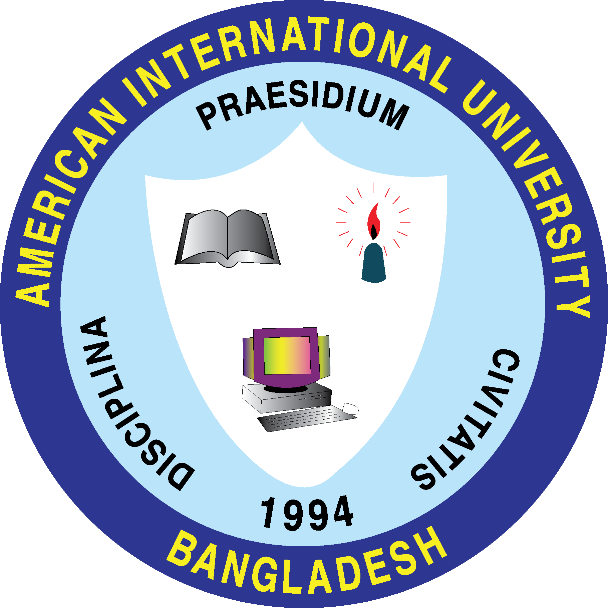 AMERICAN INTERNATIONAL UNIVERSITY
PRAESIDIUM
DISCIPLINA
CIVITATIS
1994
BANGLADESH